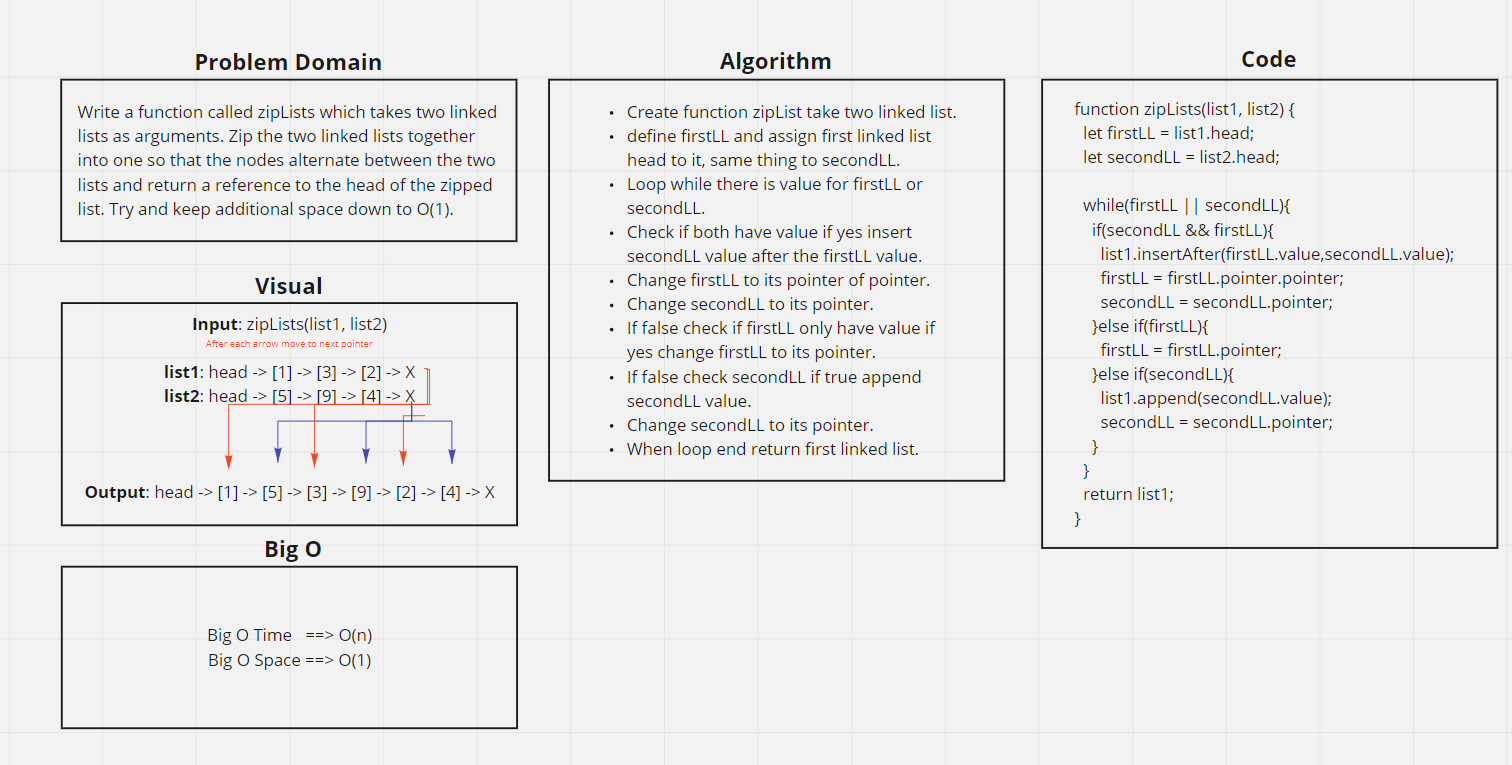 Problem Domain
Write a function called zipLists which takes two linked
lists as arguments. Zip the two linked lists together
into one so that the nodes alternate between the two
lists and return a reference to the head of the zipped
list. Try and keep additional space down to O(1).
Visual
Input: zipLists(list1, list2)
After each arrow move to next pointer
list1: head -> [1] -> [3] -> [2] -> X
list2: head -> [5] -> [9] -> [4] -> X
Output: head -> [1] -> [5] -> [3] -> [9] -> [2] -> [4] -> X
Big O
Big O Time ==> O(n)
Big O Space ==> O(1)
Algorithm
• Create function zipList take two linked list.
• define firstLL and assign first linked list
head to it, same thing to secondLL.
• Loop while there is value for firstLL or
secondLL.
• Check if both have value if yes insert
secondLL value after the firstLL value.
• Change firstLL to its pointer of pointer.
• Change secondLL to its pointer.
• If false check if firstLL only have value if
yes change firstLL to its pointer.
• If false check secondLL if true append
secondLL value.
• Change secondLL to its pointer.
• When loop end return first linked list.
Code
function zipLists(list1, list2) {
let firstLL = list1.head;
let secondLL = list2.head;
while(firstLL || secondLL){
if(secondLL && firstLL){
list1.insertAfter(firstLL.value,secondLL.value);
firstLL = firstLL.pointer.pointer;
secondLL = secondLL.pointer;
}else if(firstLL){
firstLL = firstLL.pointer;
}else if(secondLL){
list1.append(secondLL.value);
secondLL = secondLL.pointer;
}
}
return list1;
}